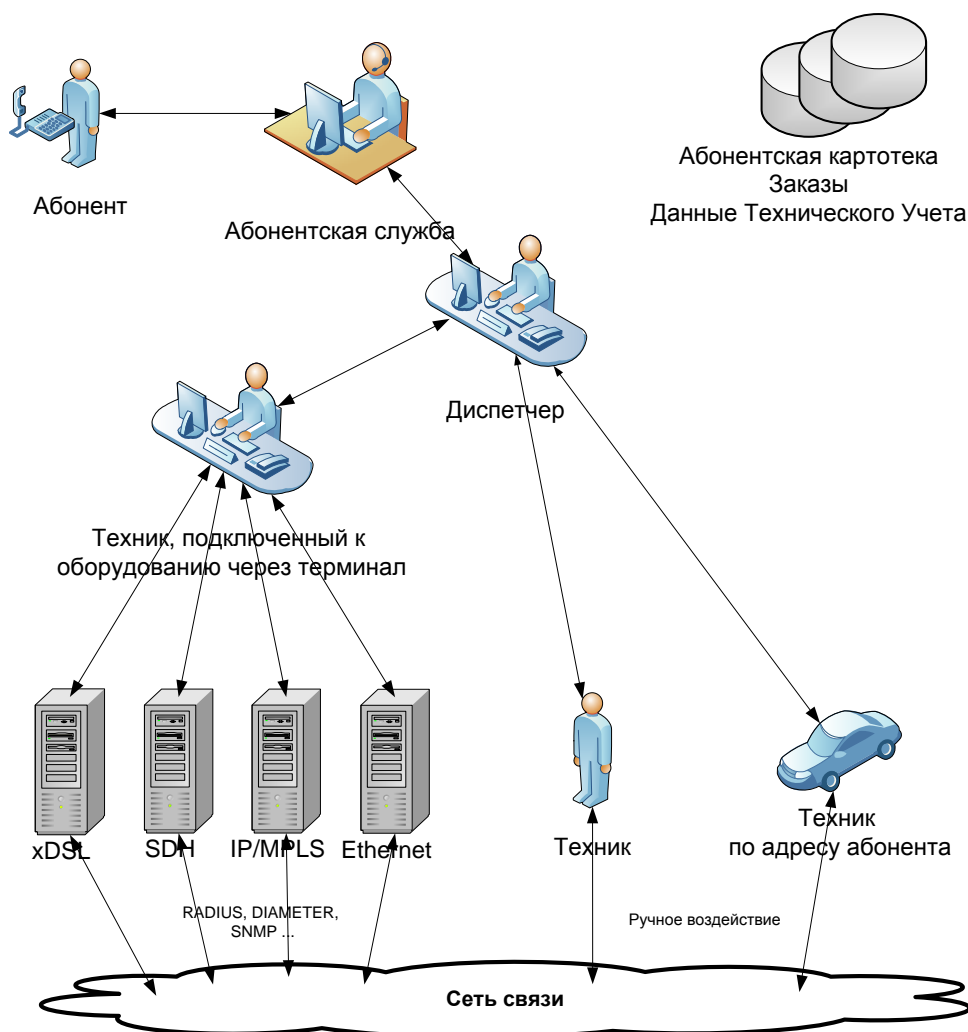 Абонентская картотека
Заказы
Данные Технического Учета
Абонент
Абонентская служба
Диспетчер
Техник, подключенный к
оборудованию через терминал
xDSL
SDH
IP/MPLS
Ethernet
Техник
Техник
по адресу абонента
RADIUS, DIAMETER,
SNMP ...
Ручное воздействие
Сеть связи